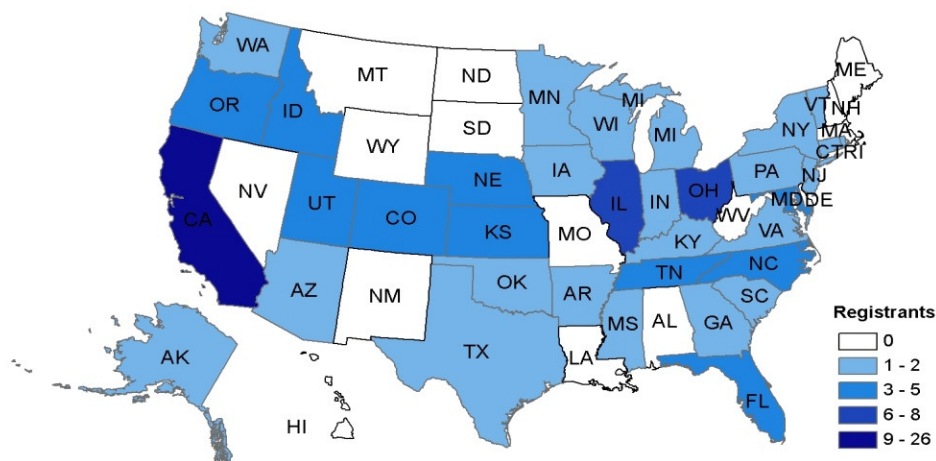 WA
MT
ND
ME
MN
VT
NH
OR
ID
MI
SD
WI
NY
MA
MI
WY
CT
RI
IA
PA
NE
NJ
NV
OH
IL
IN
MD
DE
UT
WV
CA
CO
KS
MO
VA
KY
NC
TN
OK
AZ
AR
SC
NM
MS
AL
GA
Registrants
0
TX
LA
AK
1 - 2
3 - 5
FL
6 - 8
HI
9 - 26